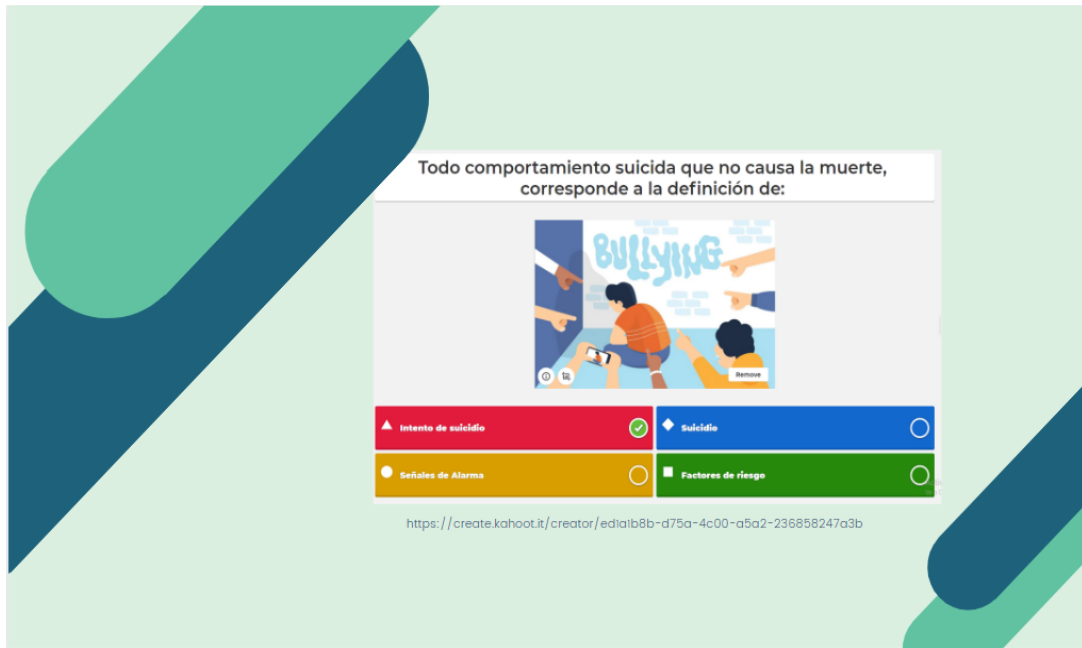 Todo comportamiento suicida que no causa la muerte,
corresponde a la definición de:
BULLYING
Remove
Intento de suicidio
Suicidio
Señales de Alarma
Factores de riesgo
https://create.kahoot.it/creator/ed1a1b8b-d75a-4c00-a5a2-236858247a3b